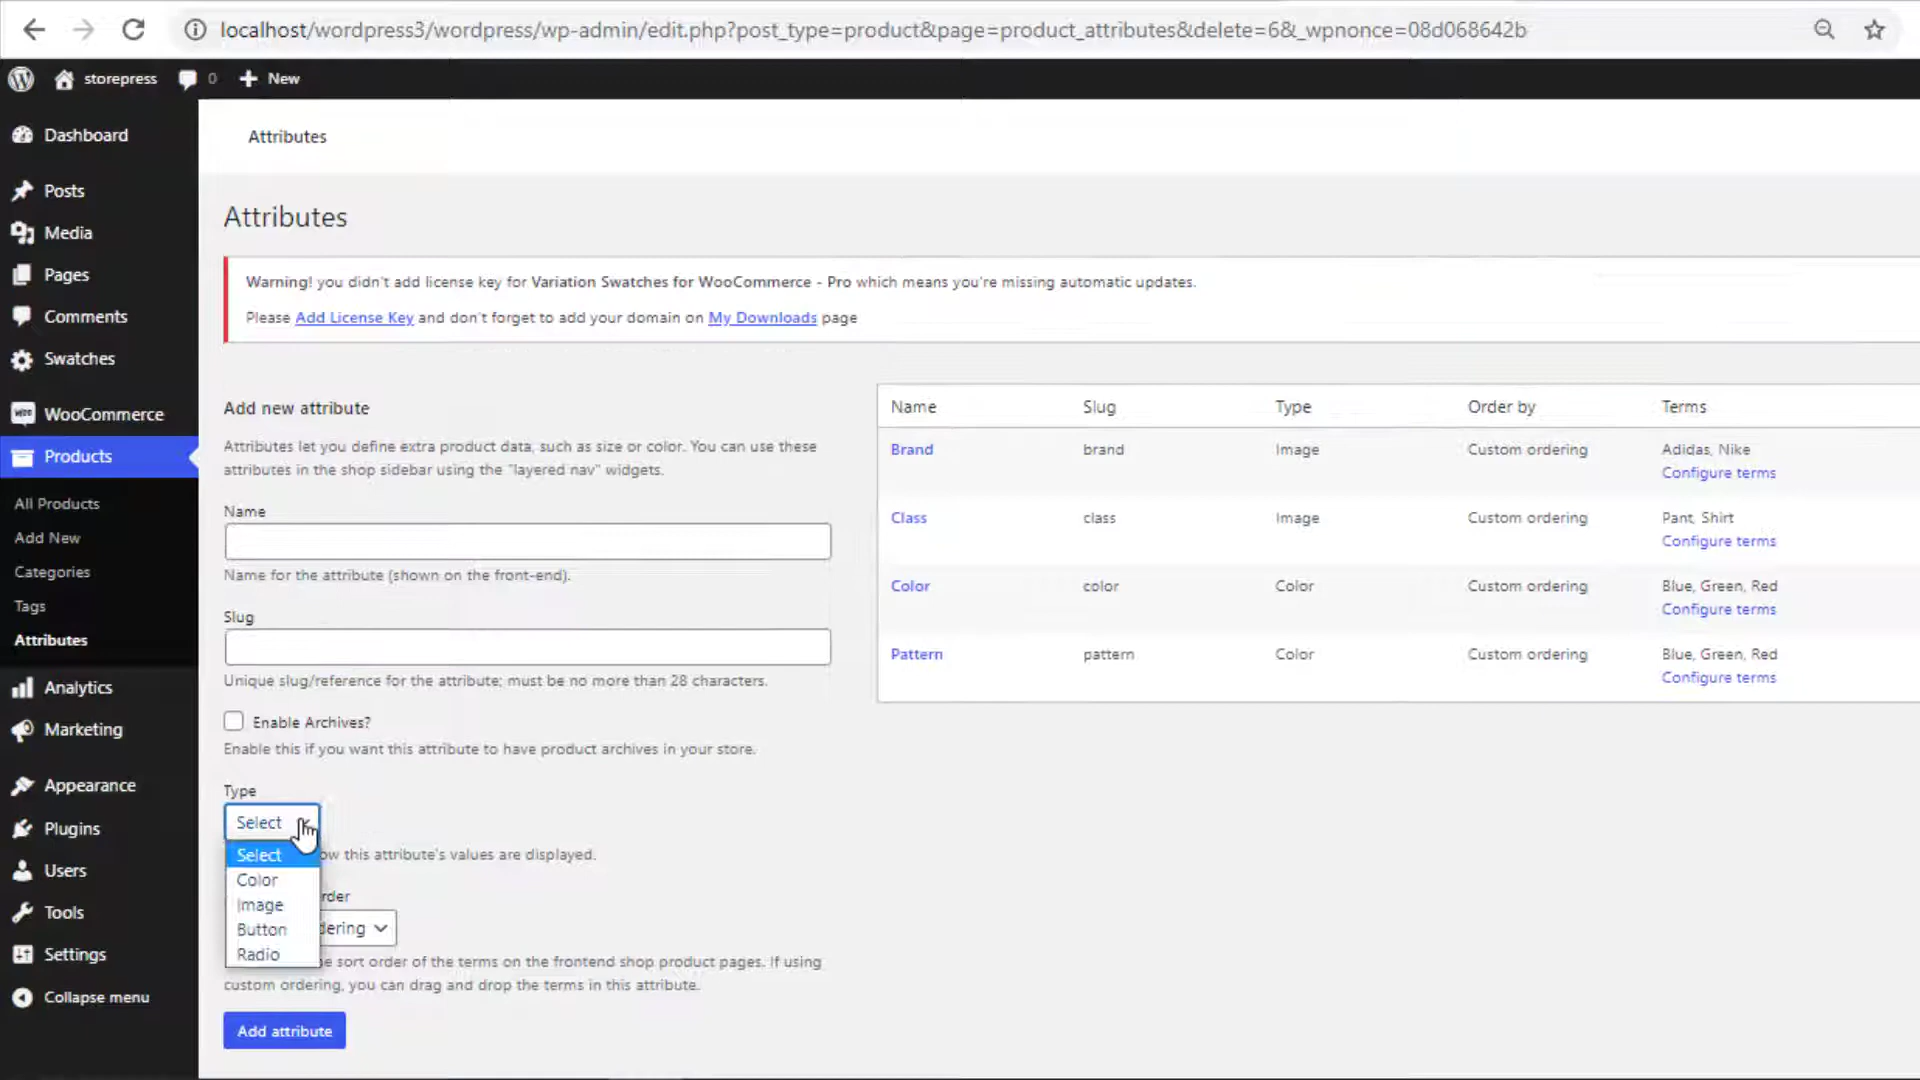 localhost/wordpress3/wordpress/wp-admin/edit.php?post_type=product&page=product_attributes&delete=6&_wpnonce=08d068642b
storepress 0 New
Dashboard
Posts
Media
Pages
Comments
Swatches
WooCommerce
Products
All Products
Add New
Categories
Tags
Attributes
Analytics
Marketing
Appearance
Plugins
Users
Tools
Settings
Collapse menu
Attributes
Attributes
Warning! you didn't add license key for Variation Swatches for WooCommerce - Pro which means you're missing automatic updates.
Please Add License Key and don't forget to add your domain on My Downloads page
Add new attribute
Attributes let you define extra product data, such as size or color. You can use these
attributes in the shop sidebar using the "layered nav" widgets.
Name
Name for the attribute (shown on the front-end).
Slug
Unique slug/reference for the attribute; must be no more than 28 characters.
Enable Archives?
Enable this if you want this attribute to have product archives in your store.
Type
Select
Select
Color
Image
Button
Radio
this attribute's values are displayed.
sort order of the terms on the frontend shop product pages. If using
custom ordering, you can drag and drop the terms in this attribute.
Add attribute
Name Slug Type Order by Terms
Brand brand Image Custom ordering Adidas, Nike
Configure terms
Class class Image Custom ordering Pant, Shirt
Configure terms
Color color Color Custom ordering Blue, Green, Red
Configure terms
Pattern pattern Color Custom ordering Blue, Green, Red
Configure terms